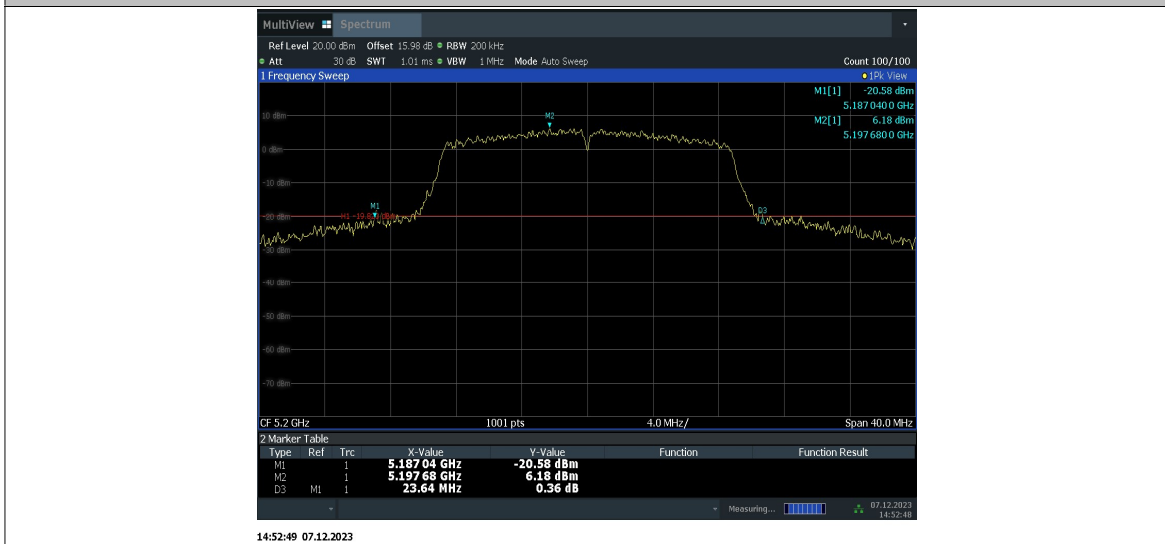 MultiView Spectrum
Ref Level 20.00 dBm Offset 15.98 dB RBW 200 kHz
Att 30 dB SWT 1.01 ms VBW 1 MHz Mode Auto Sweep Count 100/100
1 Frequency Sweep 1Pk View
M1[1] -20.58 dBm
5.187 040 0 GHz
M2[1] 6.18 dBm
5.197 680 0 GHz
10 dBm
M2
0 dBm
-10 dBm
M1
D3
-20 dBm
-30 dBm
-40 dBm
-50 dBm
-60 dBm
-70 dBm
CF 5.2 GHz 1001 pts 4.0 MHz/ Span 40.0 MHz
2 Marker Table
Type Ref Trc X-Value Y-Value Function Function Result
M1 1 5.187 04 GHz -20.58 dBm
M2 1 5.197 68 GHz 6.18 dBm
D3 M1 1 23.64 MHz 0.36 dB
Measuring... 07.12.2023
14:52:48
14:52:49 07.12.2023